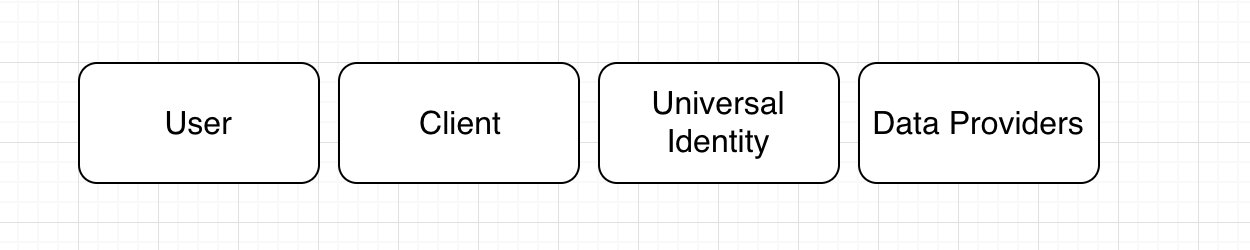 User
Client
Universal
Identity
Data Providers